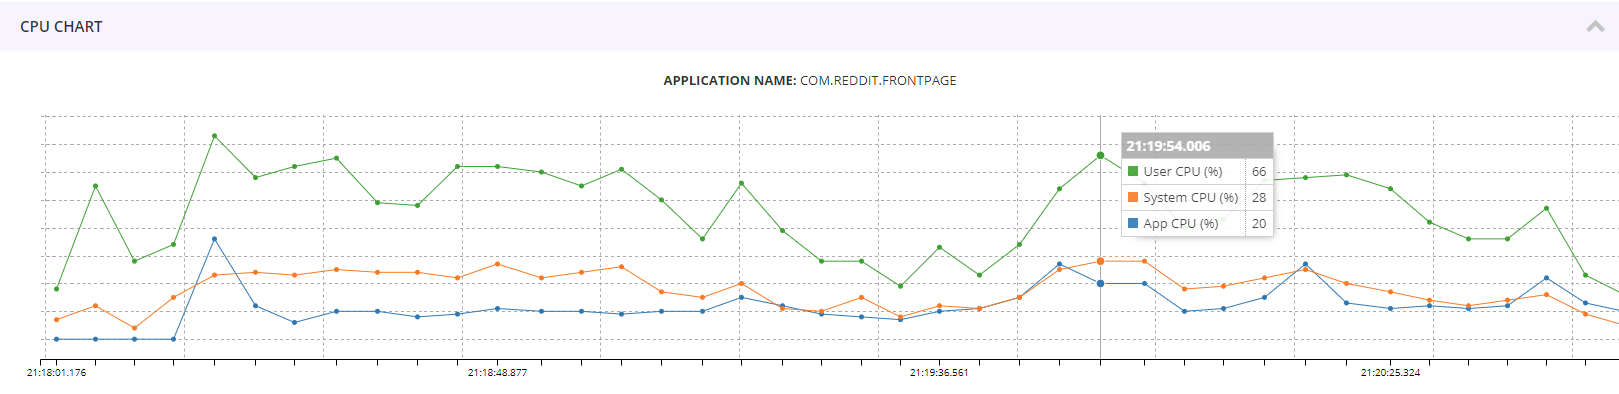 CPU CHART
APPLICATION NAME: COM.REDDIT.FRONTPAGE
21:19:54.006
User CPU (%) 66
System CPU (%) 28
App CPU (%) 20
21:18:01.176 21:18:48.877 21:19:36.561 21:20:25.324